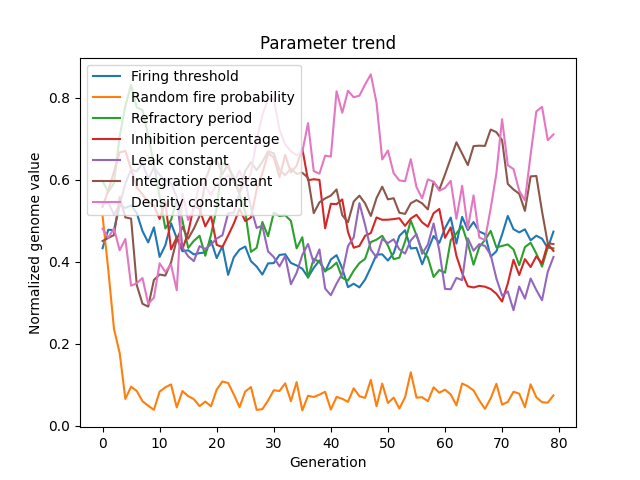 Parameter trend
Firing threshold
Random fire probability
Refractory period
Inhibition percentage
Leak constant
Integration constant
Density constant
Normalized genome value
0.8
0.6
0.4
0.2
0.0
0 10 20 30 40 50 60 70 80
Generation